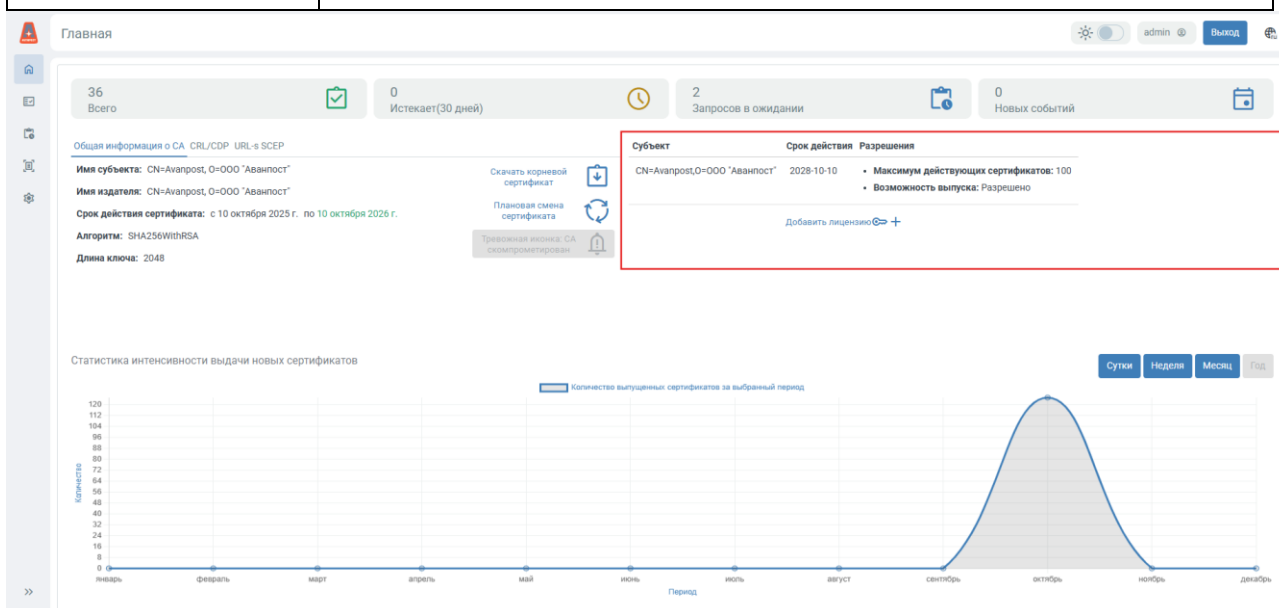 Главная
admin
Выход
36
Всего
0
Истекает(30 дней)
2
Запросов в ожидании
0
Новых событий
Общая информация о CA CRL/CDP URL-s SCEP
Имя субъекта: CN=Avanpost, O=ООО "Аванпост"
Имя издателя: CN=Avanpost, O=ООО "Аванпост"
Срок действия сертификата: с 10 октября 2025 г. по 10 октября 2026 г.
Алгоритм: SHA256WithRSA
Длина ключа: 2048
Скачать корневой
сертификат
Плановая смена
сертификата
Тревожная иконка: CA
скомпрометирован
Субъект Срок действия Разрешения
CN=Avanpost,O=ООО "Аванпост" 2028-10-10 • Максимум действующих сертификатов: 100
• Возможность выпуска: Разрешено
Добавить лицензию
Статистика интенсивности выдачи новых сертификатов
Сутки Неделя Месяц Год
Количество выпущенных сертификатов за выбранный период
Количество
120
112
104
96
88
80
72
64
56
48
40
32
24
16
8
0
январь февраль март апрель май июнь июль август сентябрь октябрь ноябрь декабрь
Период